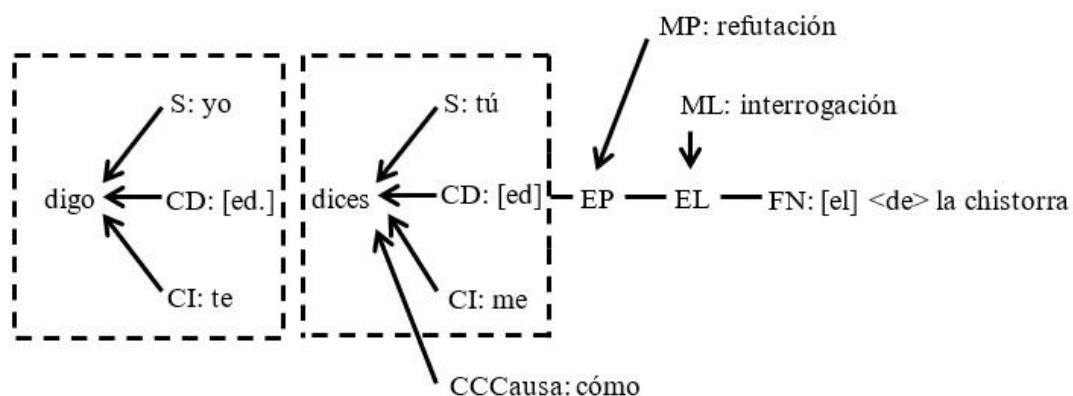 MP: refutación
S: yo
S: tú
ML: interrogación
digo
CD: [ed.]
dices
CD: [ed]
EP
EL
FN: [el] <de> la chistorra
CI: te
CI: me
CCCausa: cómo